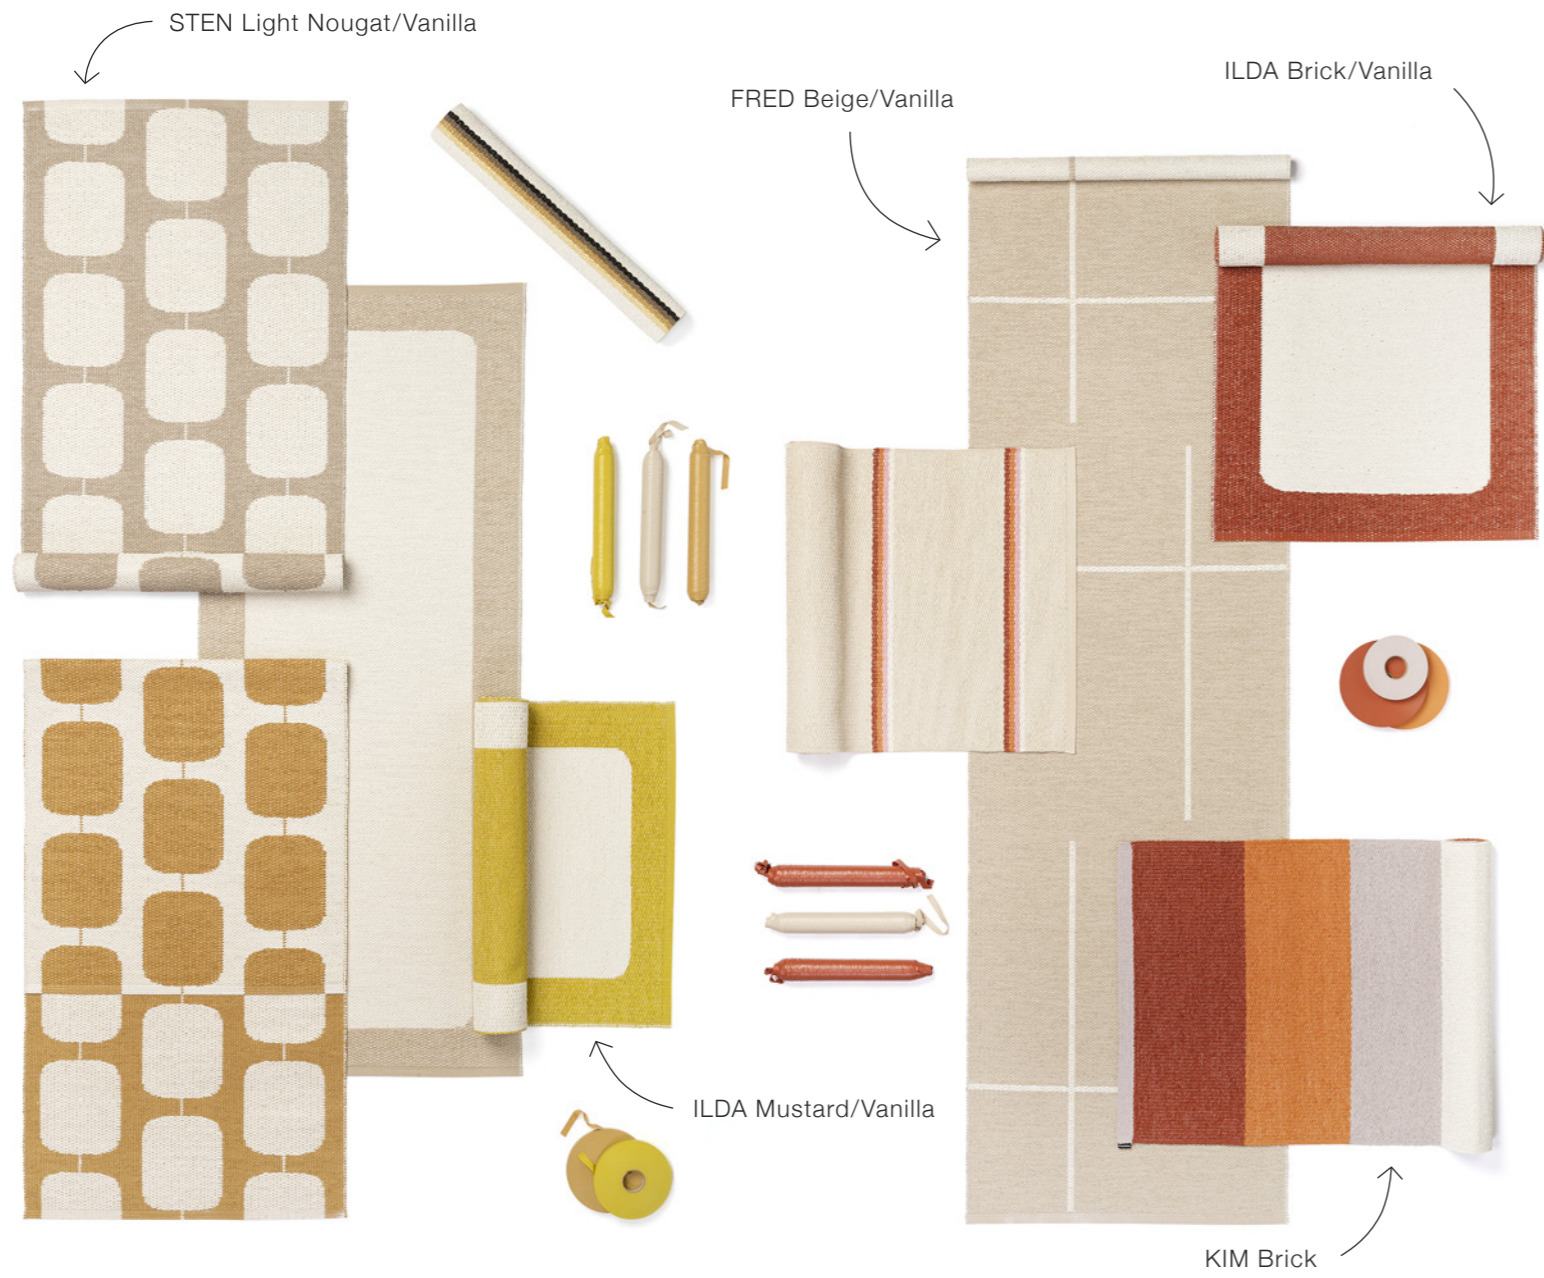 STEN Light Nougat/Vanilla
FRED Beige/Vanilla
ILDA Brick/Vanilla
ILDA Mustard/Vanilla
KIM Brick